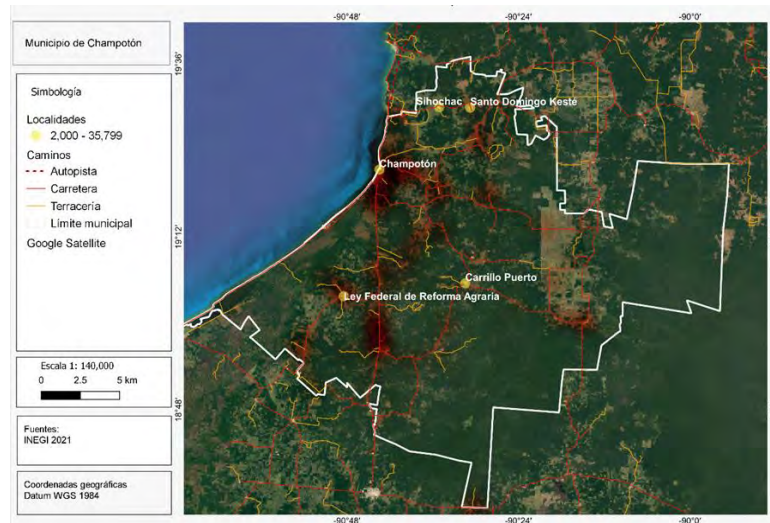 -90°48'
-90°24'
-90°0'
Municipio de Champotón
Simbología
Localidades
2,000 - 35,799
Caminos
Autopista
Carretera
Terracería
Límite municipal
Google Satellite
Escala 1: 140,000
0 2.5 5 km
Fuentes:
INEGI 2021
Coordenadas geográficas
Datum WGS 1984
19°36'
19°12'
18°48'
Sihochac
Santo Domingo Kesté
Champotón
Carrillo Puerto
Ley Federal de Reforma Agraria
-90°48'
-90°24'
-90°0'